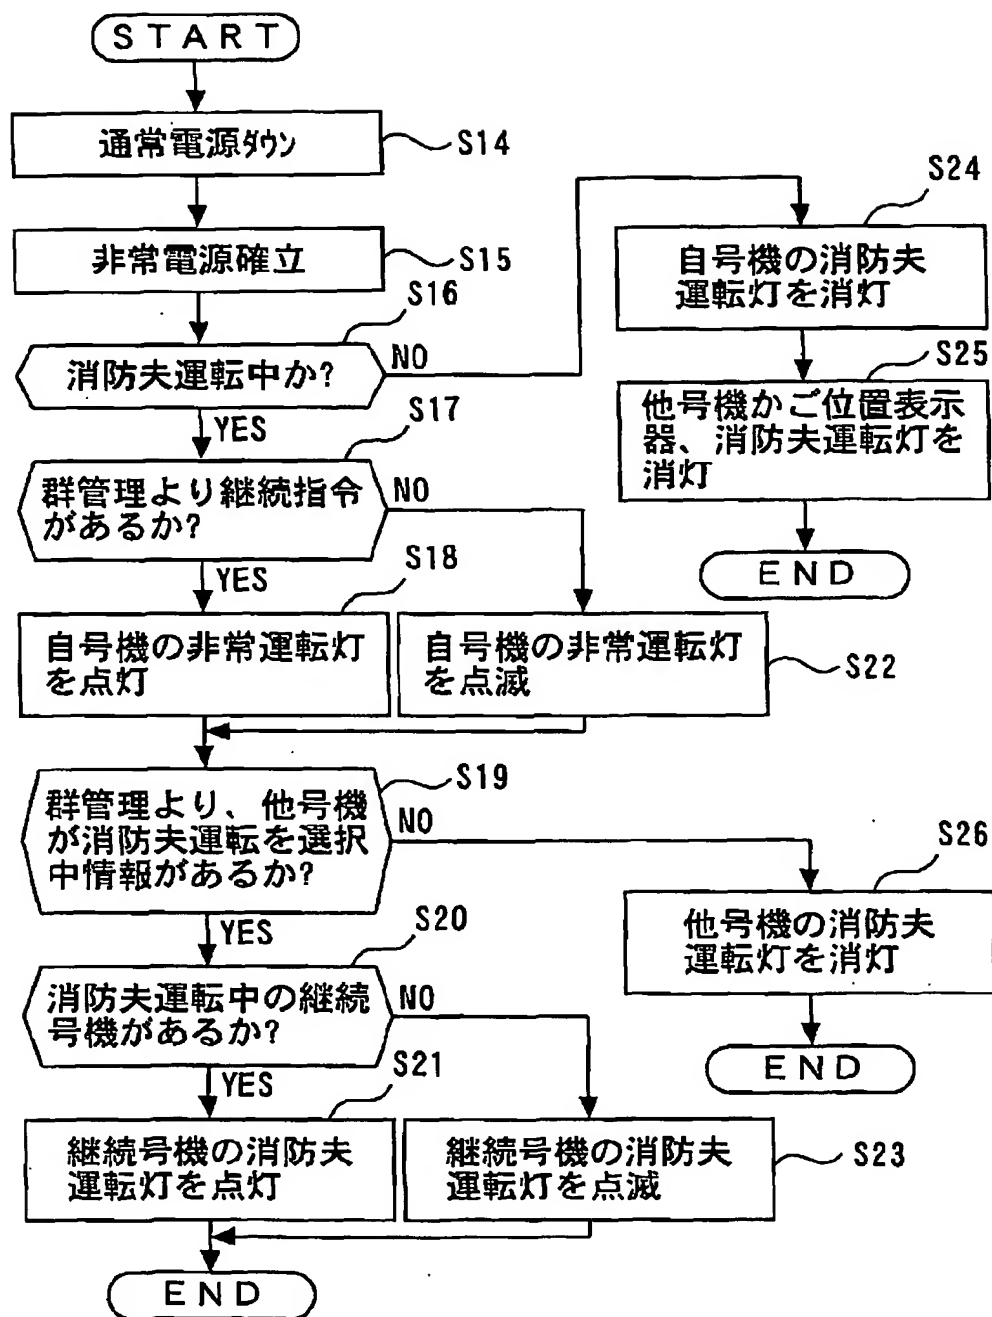 START
通常電源ダウン
S14
非常電源確立
S15
S16
消防夫運転中か?
NO
YES
S24
自号機の消防夫
運転灯を消灯
S25
他号機かご位置表示
器、消防夫運転灯を
消灯
END
S17
群管理より継続指令
があるか?
NO
YES
S18
自号機の非常運転灯
を点灯
自号機の非常運転灯
を点滅
S22
S19
群管理より、他号機
が消防夫運転を選択
中情報があるか?
NO
YES
S26
他号機の消防夫
運転灯を消灯
END
S20
消防夫運転中の継続
号機があるか?
NO
YES
S21
継続号機の消防夫
運転灯を点灯
継続号機の消防夫
運転灯を点滅
S23
END